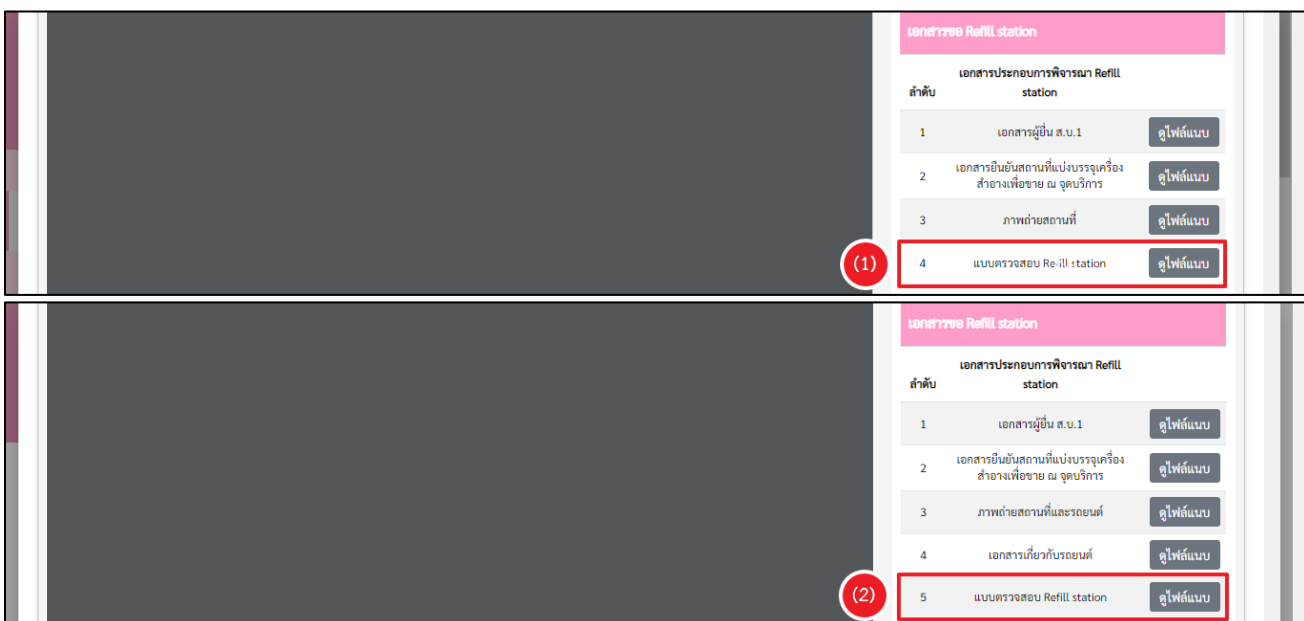 เอกสารขอ Refill station
เอกสารประกอบการพิจารณา Refill
ลำดับ station
1 เอกสารผู้ยื่น ส.บ.1 ดูไฟล์แนบ
เอกสารยืนยันสถานที่แบ่งบรรจุเครื่อง
2 สำอางเพื่อขาย ณ จุดบริการ ดูไฟล์แนบ
3 ภาพถ่ายสถานที่ ดูไฟล์แนบ
(1) 4 แบบตรวจสอบ Refill station ดูไฟล์แนบ
เอกสารขอ Refill station
เอกสารประกอบการพิจารณา Refill
ลำดับ station
1 เอกสารผู้ยื่น ส.บ.1 ดูไฟล์แนบ
เอกสารยืนยันสถานที่แบ่งบรรจุเครื่อง
2 สำอางเพื่อขาย ณ จุดบริการ ดูไฟล์แนบ
3 ภาพถ่ายสถานที่และรถยนต์ ดูไฟล์แนบ
4 เอกสารเกี่ยวกับรถยนต์ ดูไฟล์แนบ
(2) 5 แบบตรวจสอบ Refill station ดูไฟล์แนบ